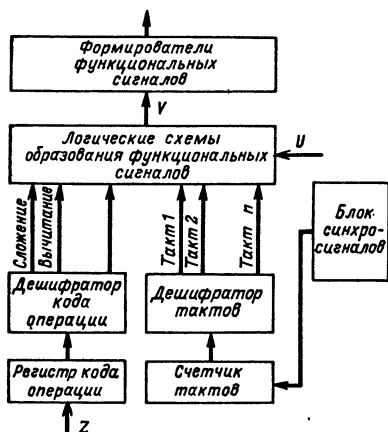 Формирователи
функциональных
сигналов
V
Логические схемы
образования функциональных
сигналов
U
Сложение
Вычитание
Такт 1
Такт 2
Такт n
Блок
синхро-
сигналов
Дешифратор
кода
операции
Дешифратор
тактов
Регистр кода
операции
Счетчик
тактов
Z